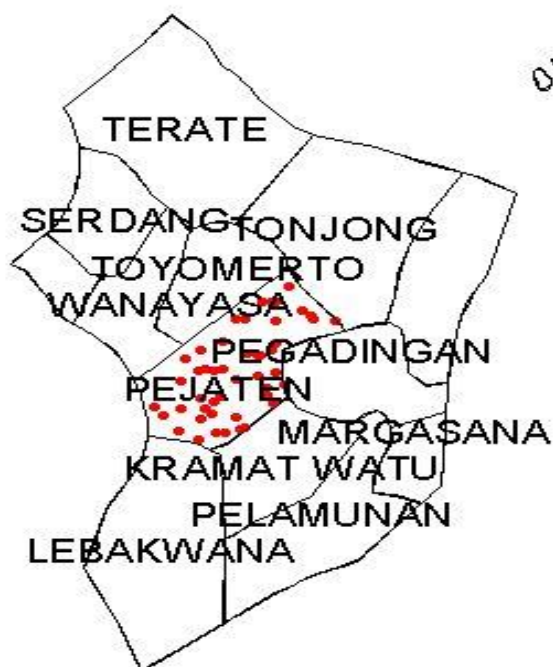 TERATE
SERDANG
TONJONG
TOYOMERTO
WANAYASA
PEGADINGAN
PEJATEN
MARGASANA
KRAMAT WATU
PELAMUNAN
LEBAKWANA